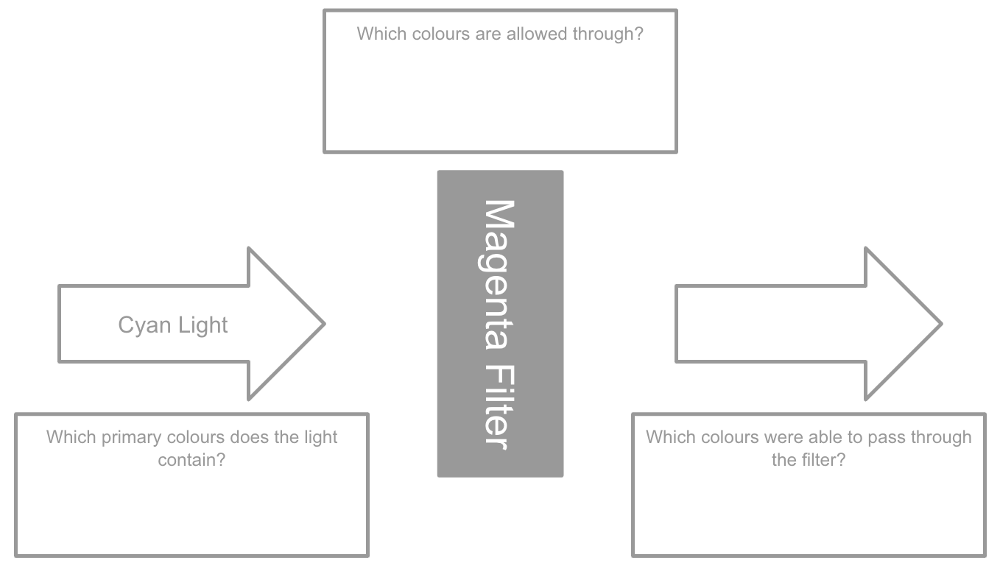 Which colours are allowed through?
Magenta Filter
Cyan Light
Which primary colours does the light
contain?
Which colours were able to pass through
the filter?